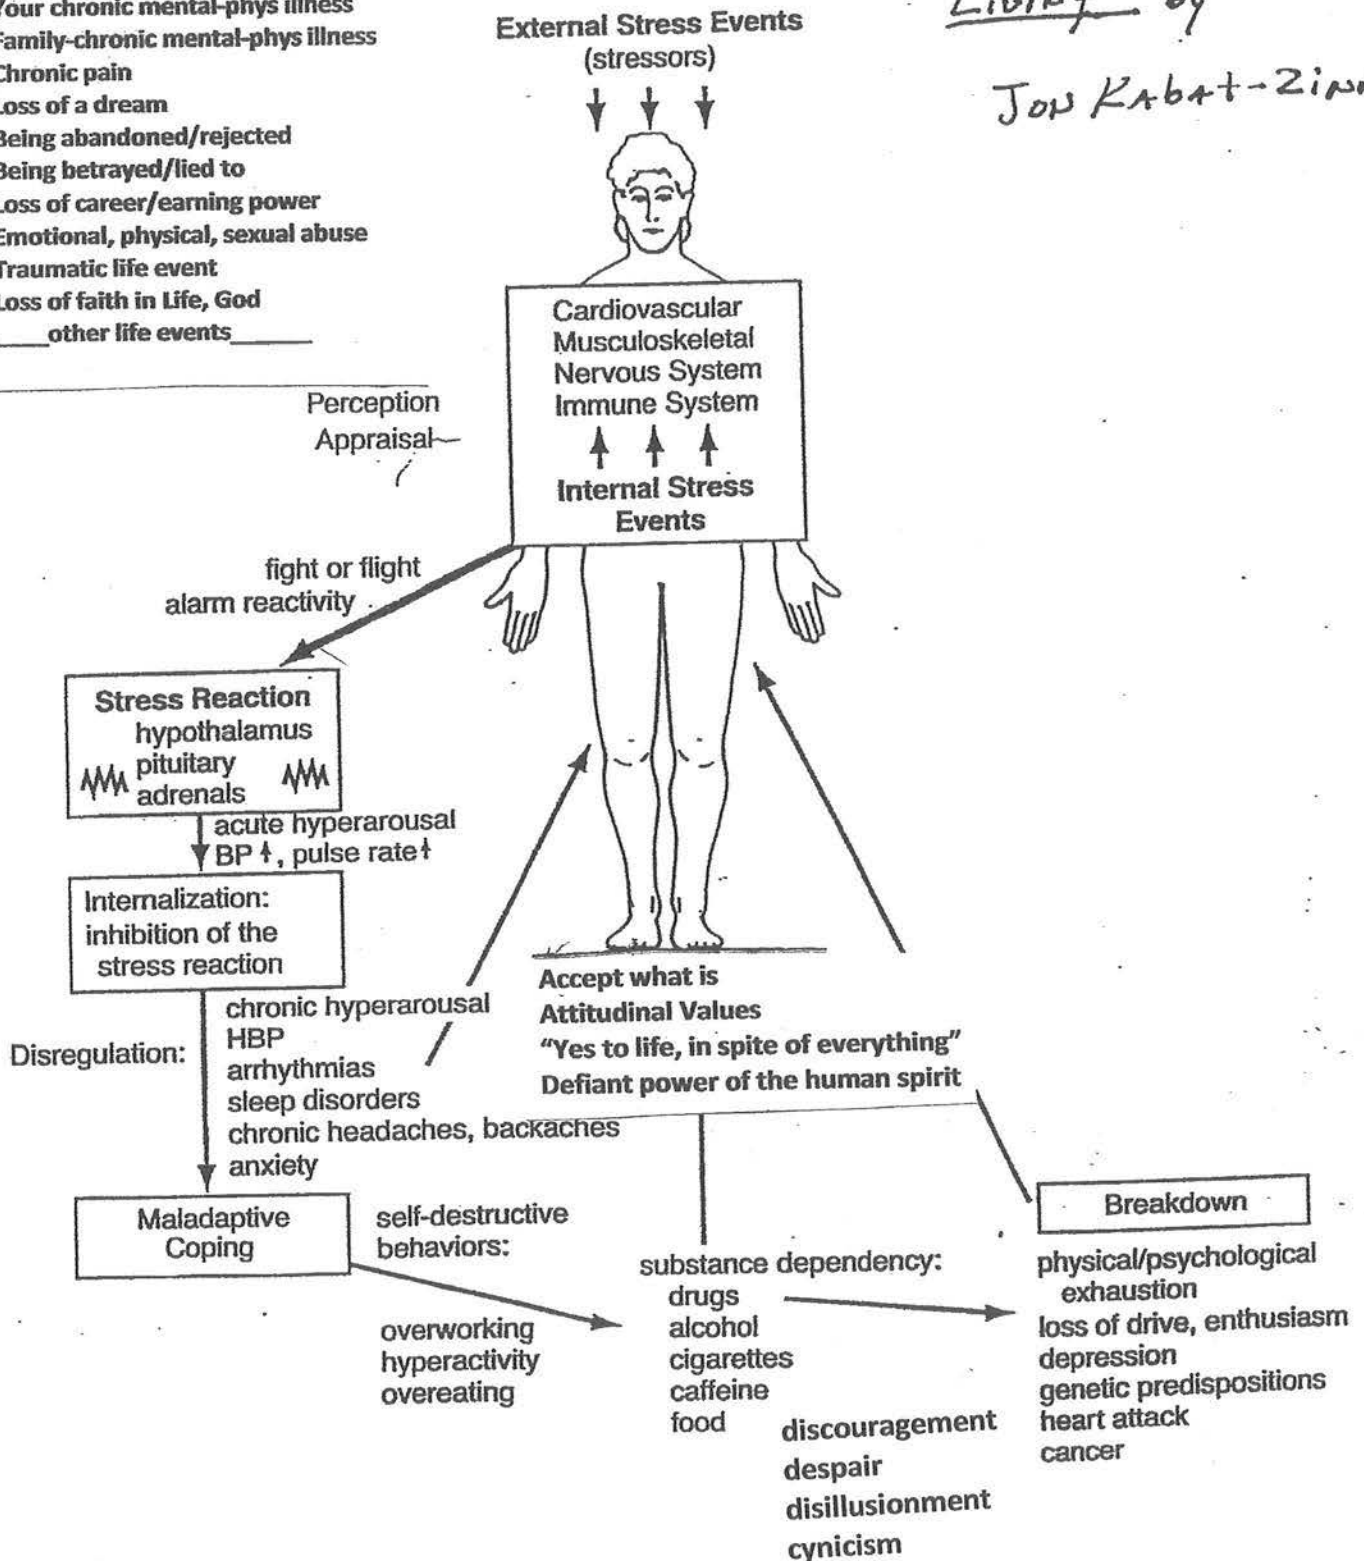 Your chronic mental-phys illness
Family-chronic mental-phys illness
Chronic pain
Loss of a dream
Being abandoned/rejected
Being betrayed/lied to
Loss of career/earning power
Emotional, physical, sexual abuse
Traumatic life event
Loss of faith in Life, God
____other life events______
External Stress Events
(stressors)
Living by
Jon Kabat-Zinn
Cardiovascular
Musculoskeletal
Nervous System
Immune System
Internal Stress
Events
Perception
Appraisal
fight or flight
alarm reactivity
Stress Reaction
hypothalamus
pituitary
adrenals
acute hyperarousal
BP↑, pulse rate↑
Internalization:
inhibition of the
stress reaction
Disregulation:
chronic hyperarousal
HBP
arrhythmias
sleep disorders
chronic headaches, backaches
anxiety
Accept what is
Attitudinal Values
"Yes to life, in spite of everything"
Defiant power of the human spirit
Maladaptive
Coping
self-destructive
behaviors:
overworking
hyperactivity
overeating
substance dependency:
drugs
alcohol
cigarettes
caffeine
food
discouragement
despair
disillusionment
cynicism
Breakdown
physical/psychological
exhaustion
loss of drive, enthusiasm
depression
genetic predispositions
heart attack
cancer